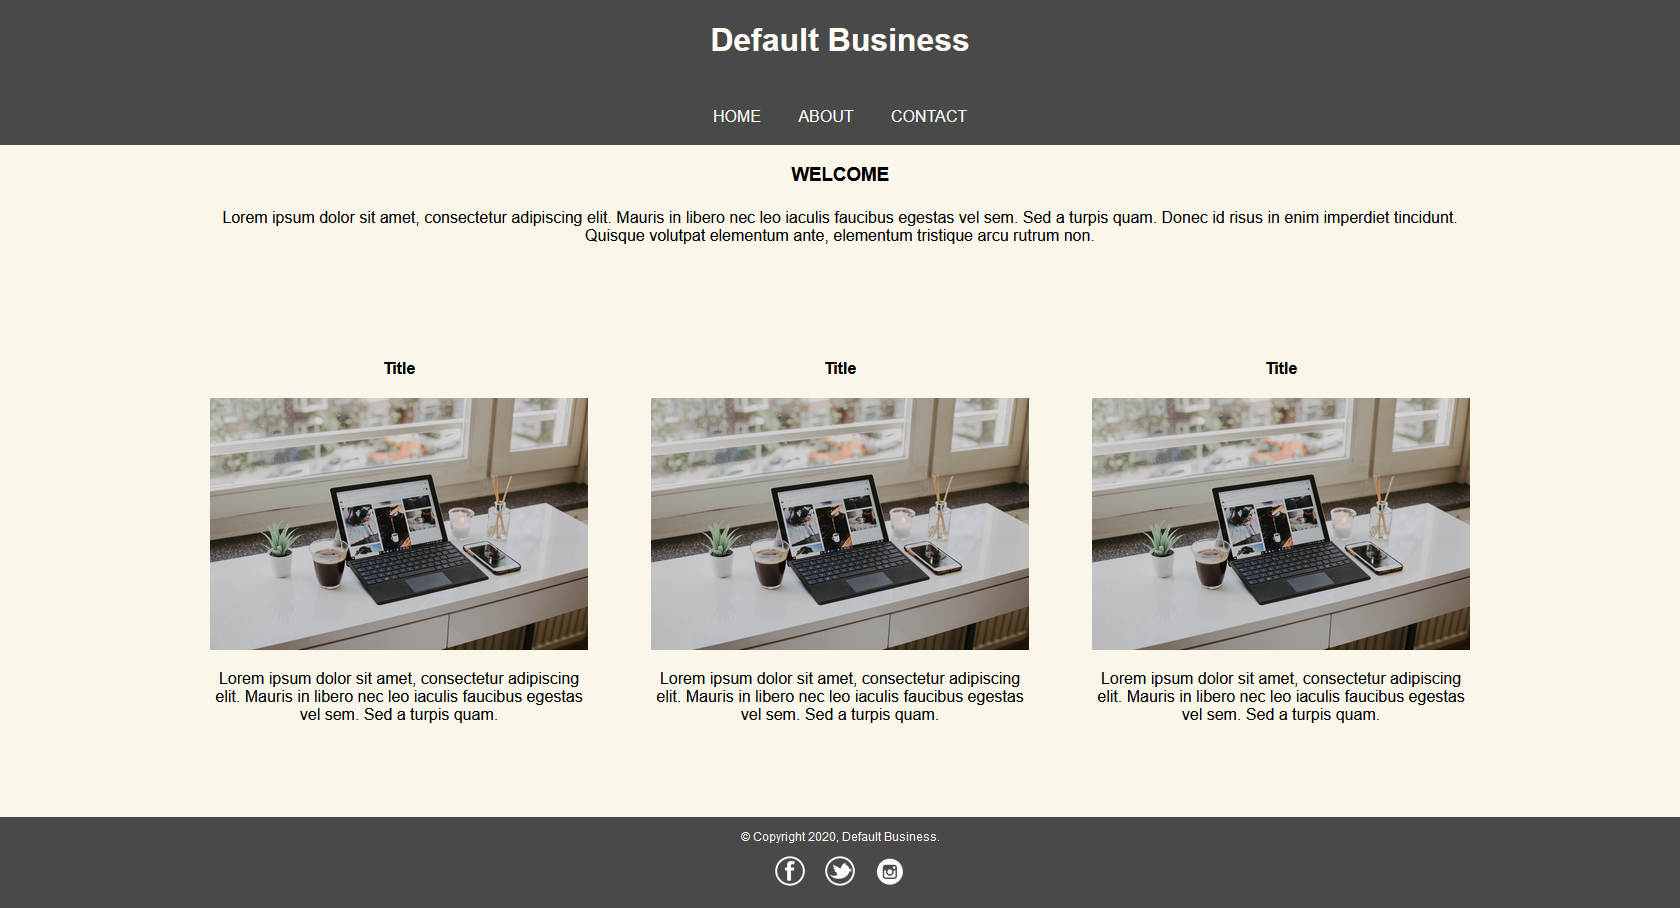 Default Business
HOME ABOUT CONTACT
WELCOME
Lorem ipsum dolor sit amet, consectetur adipiscing elit. Mauris in libero nec leo iaculis faucibus egestas vel sem. Sed a turpis quam. Donec id risus in enim imperdiet tincidunt.
Quisque volutpat elementum ante, elementum tristique arcu rutrum non.
Title
Lorem ipsum dolor sit amet, consectetur adipiscing
elit. Mauris in libero nec leo iaculis faucibus egestas
vel sem. Sed a turpis quam.
Title
Lorem ipsum dolor sit amet, consectetur adipiscing
elit. Mauris in libero nec leo iaculis faucibus egestas
vel sem. Sed a turpis quam.
Title
Lorem ipsum dolor sit amet, consectetur adipiscing
elit. Mauris in libero nec leo iaculis faucibus egestas
vel sem. Sed a turpis quam.
© Copyright 2020, Default Business.